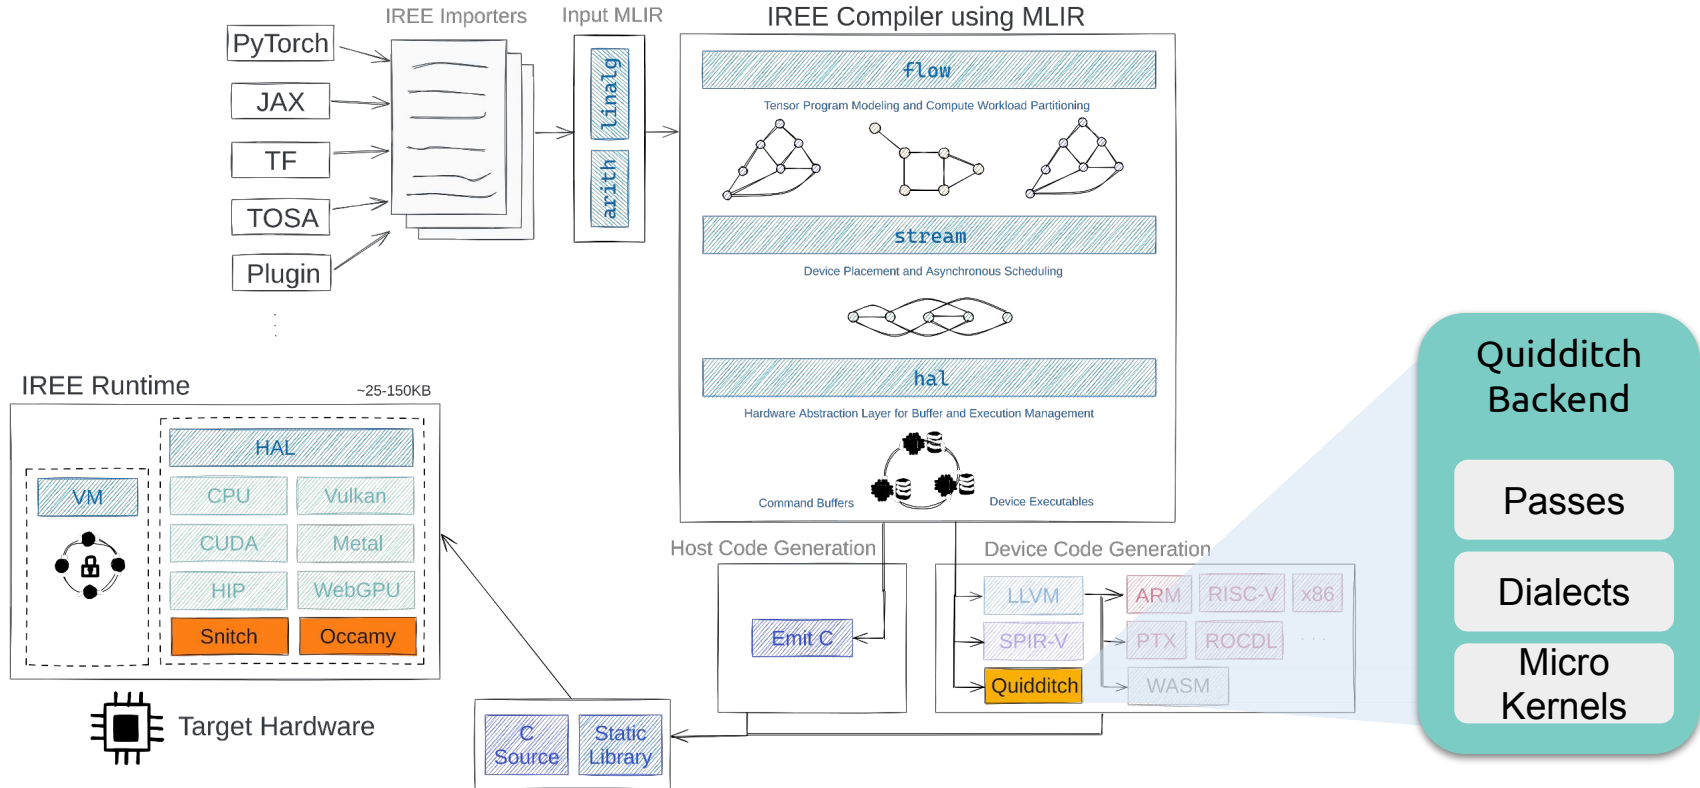 IREE Importers
Input MLIR
IREE Compiler using MLIR
PyTorch
JAX
TF
TOSA
Plugin
linalg
arith
flow
Tensor Program Modeling and Compute Workload Partitioning
stream
Device Placement and Asynchronous Scheduling
hal
Hardware Abstraction Layer for Buffer and Execution Management
Command Buffers
Device Executables
IREE Runtime
~25-150KB
HAL
VM
CPU
Vulkan
CUDA
Metal
HIP
WebGPU
Snitch
Occamy
Target Hardware
Host Code Generation
Emit C
Device Code Generation
LLVM
ARM
RISC-V
x86
SPIR-V
PTX
ROCDL
...
Quidditch
WASM
C
Source
Static
Library
Quidditch
Backend
Passes
Dialects
Micro
Kernels